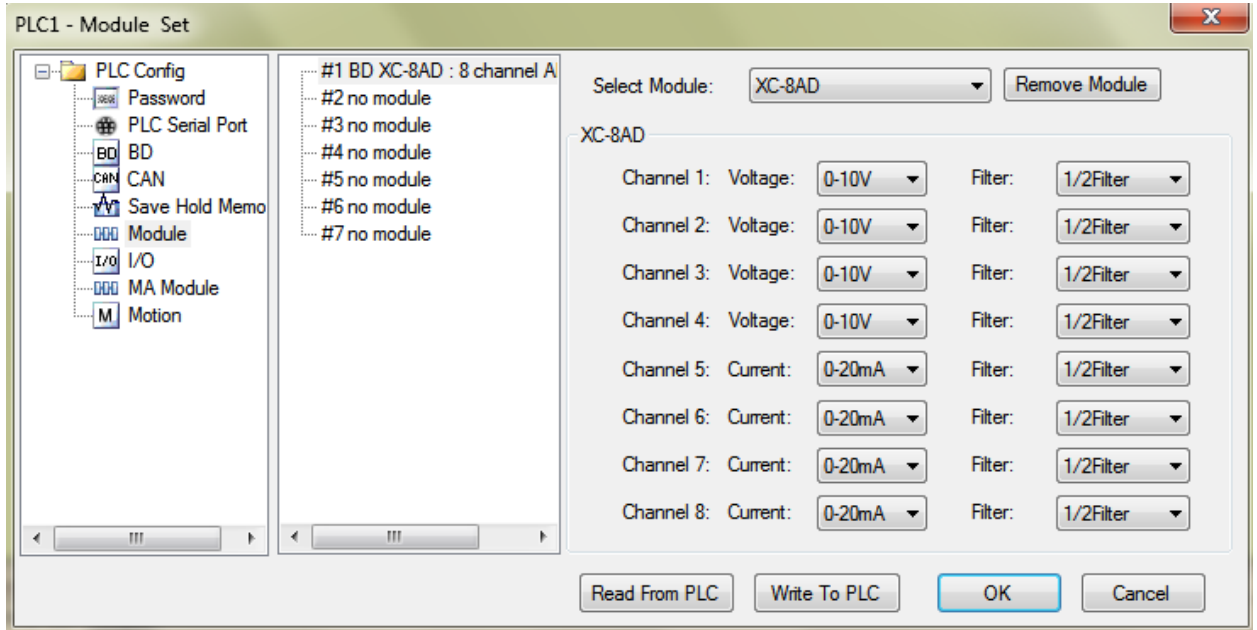 PLC1 - Module Set
PLC Config
Password
PLC Serial Port
BD BD
CAN CAN
Save Hold Memo
Module
I/O I/O
MA Module
M Motion
#1 BD XC-8AD : 8 channel A
#2 no module
#3 no module
#4 no module
#5 no module
#6 no module
#7 no module
Select Module: XC-8AD Remove Module
XC-8AD
Channel 1: Voltage: 0-10V Filter: 1/2Filter
Channel 2: Voltage: 0-10V Filter: 1/2Filter
Channel 3: Voltage: 0-10V Filter: 1/2Filter
Channel 4: Voltage: 0-10V Filter: 1/2Filter
Channel 5: Current: 0-20mA Filter: 1/2Filter
Channel 6: Current: 0-20mA Filter: 1/2Filter
Channel 7: Current: 0-20mA Filter: 1/2Filter
Channel 8: Current: 0-20mA Filter: 1/2Filter
Read From PLC Write To PLC OK Cancel